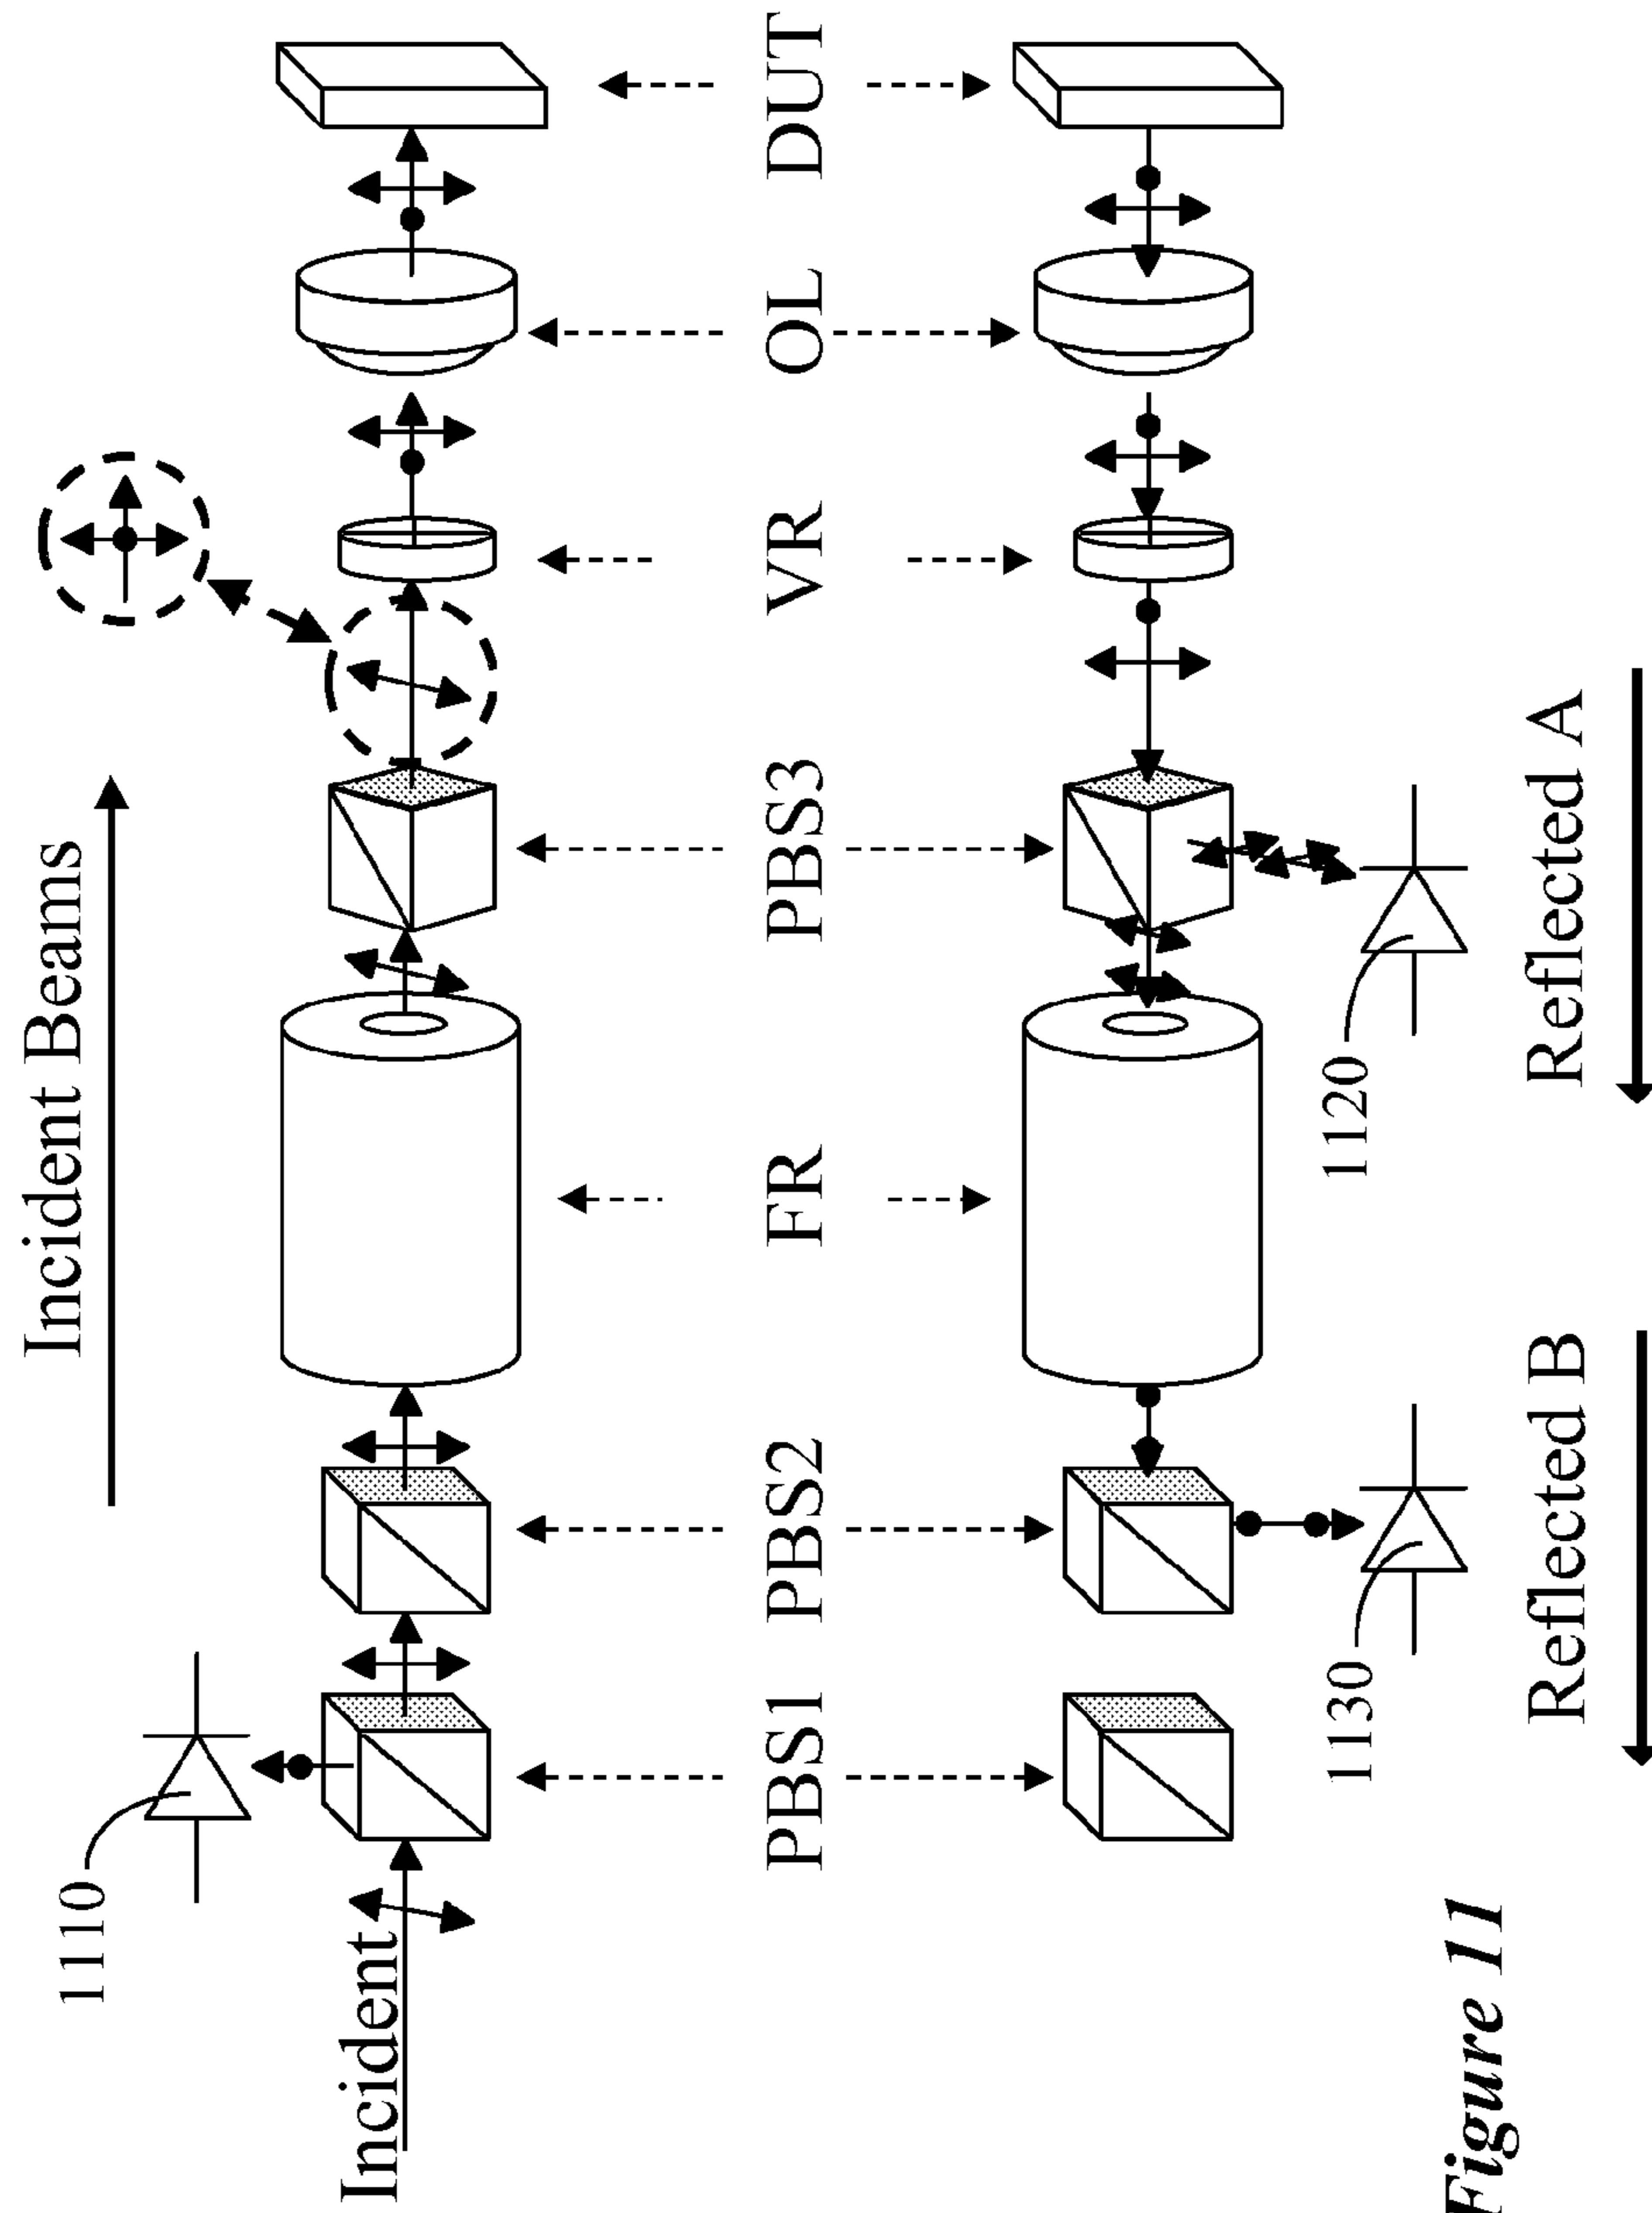 Incident Beams
1110
Incident
PBS1
PBS2
FR
PBS3
VR
OL
DUT
1130
1120
Reflected B
Reflected A
Figure 11